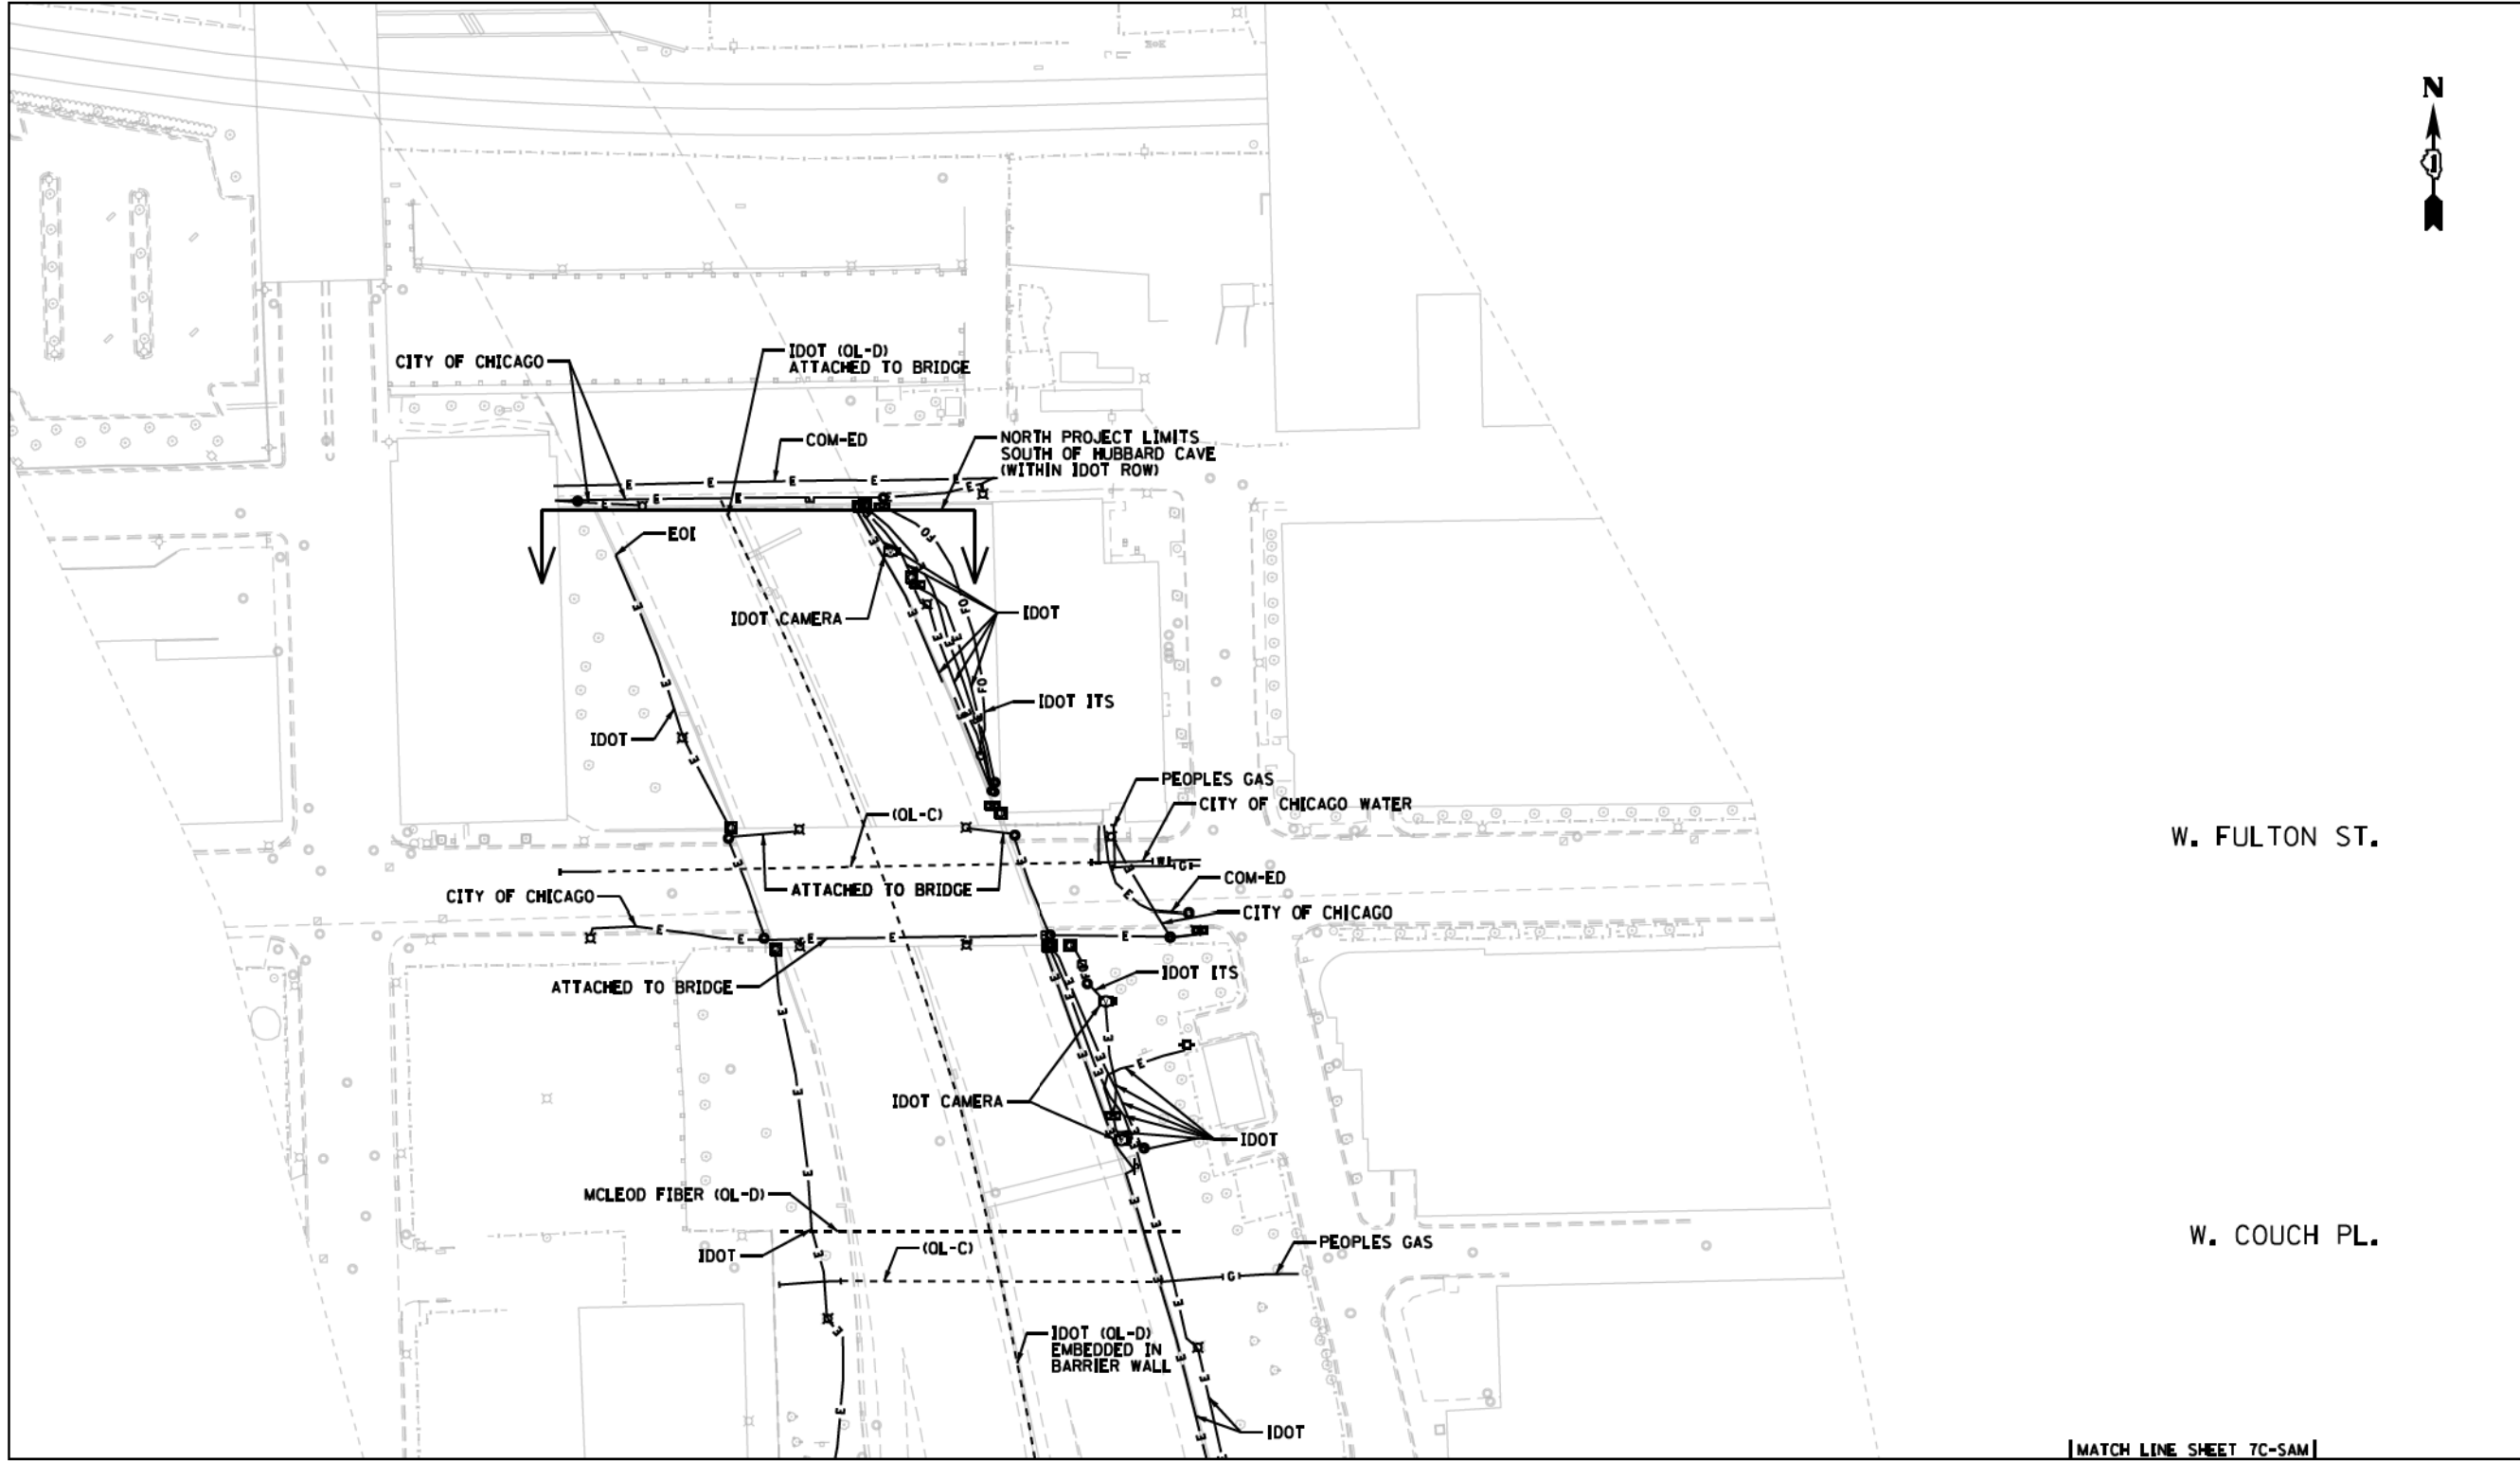 N
CITY OF CHICAGO
IDOT (OL-D)
ATTACHED TO BRIDGE
COM-ED
NORTH PROJECT LIMITS
SOUTH OF HUBBARD CAVE
(WITHIN IDOT ROW)
E E E E E E
E E E
EOI
FO
E
IDOT CAMERA
IDOT
E
FO
E
E
E
E
FO
IDOT ITS
IDOT
E
PEOPLES GAS
CITY OF CHICAGO WATER
(OL-C)
W
G
E
E
E
ATTACHED TO BRIDGE
COM-ED
E
CITY OF CHICAGO
CITY OF CHICAGO
E E E E E
W. FULTON ST.
ATTACHED TO BRIDGE
IDOT ITS
FO
E
E
E
E
E
E
E
E
E
E
IDOT CAMERA
IDOT
E
MCLEOD FIBER (OL-D)
E
E
IDOT
E
(OL-C)
PEOPLES GAS
G
W. COUCH PL.
E
E
E
IDOT (OL-D)
EMBEDDED IN
BARRIER WALL
E
E
E
IDOT
E
MATCH LINE SHEET 7C-SAM